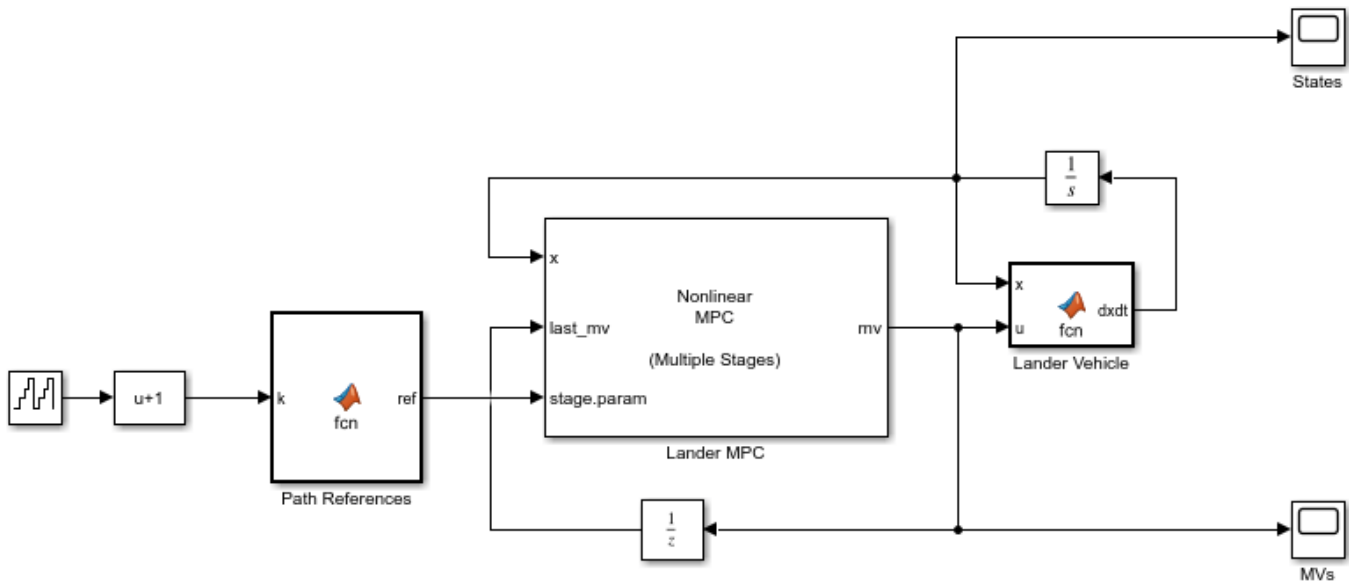 States
1
s
x
Nonlinear
MPC
(Multiple Stages)
last_mv
mv
stage.param
Lander MPC
x
u
fcn
dxdt
Lander Vehicle
u+1
k
fcn
ref
Path References
1
z
MVs